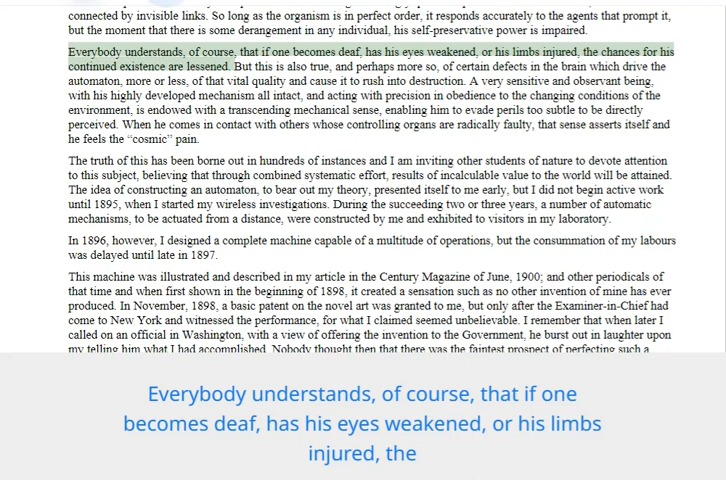 connected by invisible links. So long as the organism is in perfect order, it responds accurately to the agents that prompt it,
but the moment that there is some derangement in any individual, his self-preservative power is impaired.
Everybody understands, of course, that if one becomes deaf, has his eyes weakened, or his limbs injured, the chances for his
continued existence are lessened. But this is also true, and perhaps more so, of certain defects in the brain which drive the
automaton, more or less, of that vital quality and cause it to rush into destruction. A very sensitive and observant being,
with his highly developed mechanism all intact, and acting with precision in obedience to the changing conditions of the
environment, is endowed with a transcending mechanical sense, enabling him to evade perils too subtle to be directly
perceived. When he comes in contact with others whose controlling organs are radically faulty, that sense asserts itself and
he feels the “cosmic” pain.
The truth of this has been borne out in hundreds of instances and I am inviting other students of nature to devote attention
to this subject, believing that through combined systematic effort, results of incalculable value to the world will be attained.
The idea of constructing an automaton, to bear out my theory, presented itself to me early, but I did not begin active work
until 1895, when I started my wireless investigations. During the succeeding two or three years, a number of automatic
mechanisms, to be actuated from a distance, were constructed by me and exhibited to visitors in my laboratory.
In 1896, however, I designed a complete machine capable of a multitude of operations, but the consummation of my labours
was delayed until late in 1897.
This machine was illustrated and described in my article in the Century Magazine of June, 1900; and other periodicals of
that time and when first shown in the beginning of 1898, it created a sensation such as no other invention of mine has ever
produced. In November, 1898, a basic patent on the novel art was granted to me, but only after the Examiner-in-Chief had
come to New York and witnessed the performance, for what I claimed seemed unbelievable. I remember that when later I
called on an official in Washington, with a view of offering the invention to the Government, he burst out in laughter upon
my telling him what I had accomplished. Nobody thought then that there was the faintest prospect of perfecting such a
Everybody understands, of course, that if one
becomes deaf, has his eyes weakened, or his limbs
injured, the